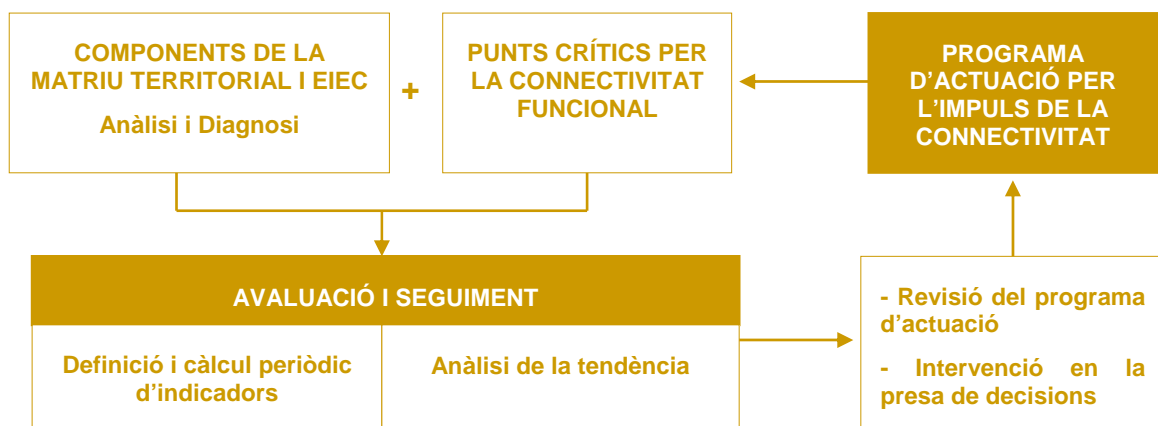 COMPONENTS DE LA
MATRIU TERRITORIAL I EIEC
Anàlisi i Diagnosi
+
PUNTS CRÍTICS PER
LA CONNECTIVITAT
FUNCIONAL
PROGRAMA
D’ACTUACIÓ PER
L’IMPULS DE LA
CONNECTIVITAT
AVALUACIÓ I SEGUIMENT
Definició i càlcul periòdic
d’indicadors
Anàlisi de la tendència
- Revisió del programa
d’actuació
- Intervenció en la
presa de decisions